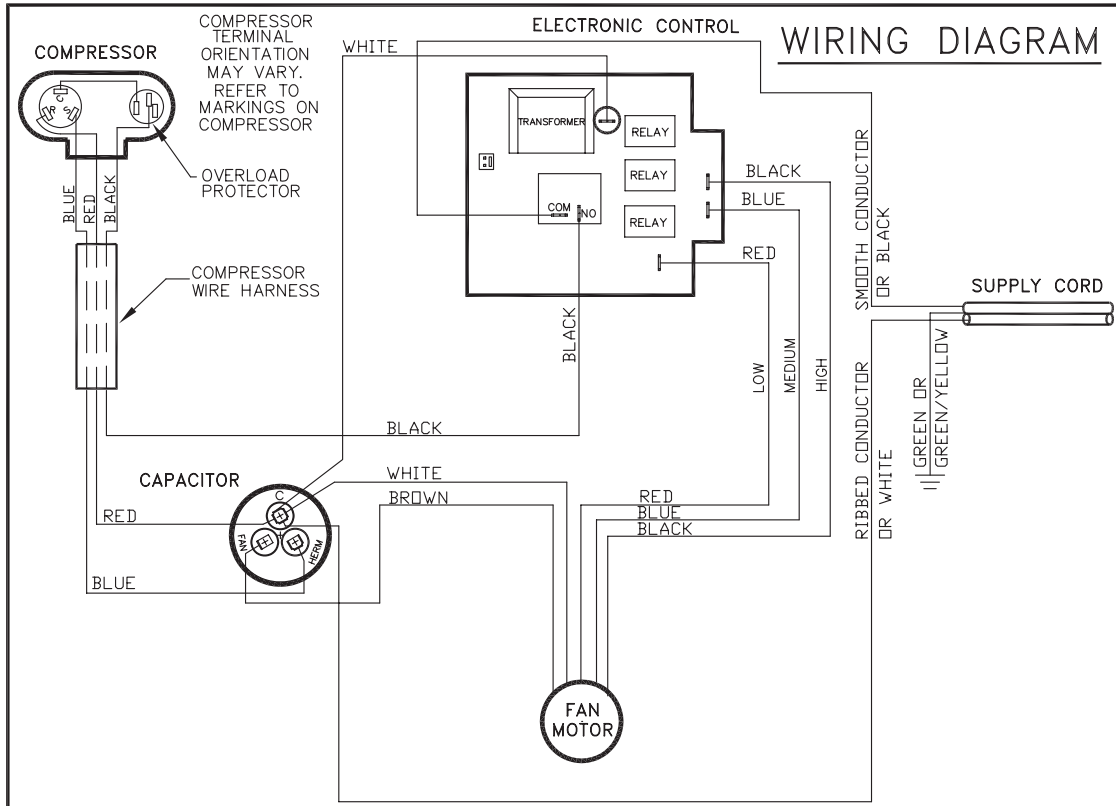 WIRING DIAGRAM
COMPRESSOR
COMPRESSOR
TERMINAL
ORIENTATION
MAY VARY.
REFER TO
MARKINGS ON
COMPRESSOR
C
R
S
OVERLOAD
PROTECTOR
BLUE
RED
BLACK
COMPRESSOR
WIRE HARNESS
WHITE
ELECTRONIC CONTROL
TRANSFORMER
RELAY
RELAY
RELAY
COM
NO
BLACK
BLUE
RED
BLACK
LOW
MEDIUM
HIGH
SMOOTH CONDUCTOR
OR BLACK
SUPPLY CORD
GREEN OR
GREEN/YELLOW
RIBBED CONDUCTOR
OR WHITE
BLACK
CAPACITOR
C
FAN
HERM
WHITE
BROWN
RED
BLUE
RED
BLUE
BLACK
FAN
MOTOR